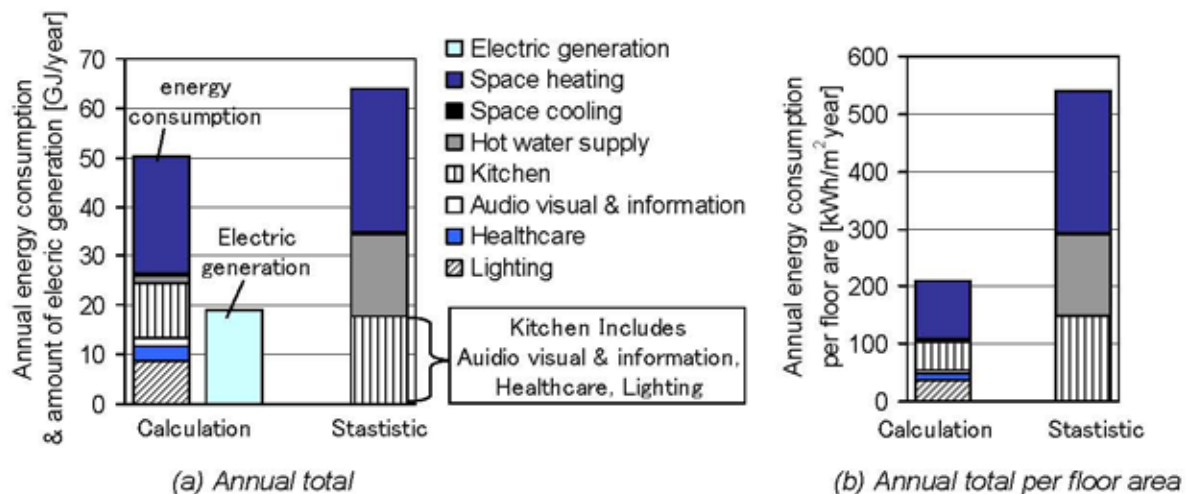 Annual energy consumption
& amount of elecric generation [GJ/year]
70
60
50
40
30
20
10
0
energy
consumption
Electric
generation
Calculation
Stastistic
(a) Annual total
Electric generation
Space heating
Space cooling
Hot water supply
Kitchen
Audio visual & information
Healthcare
Lighting
Kitchen Includes
Auidio visual & information,
Healthcare, Lighting
Annual energy consumption
per floor are [kWh/m²year]
600
500
400
300
200
100
0
Calculation
Stastistic
(b) Annual total per floor area